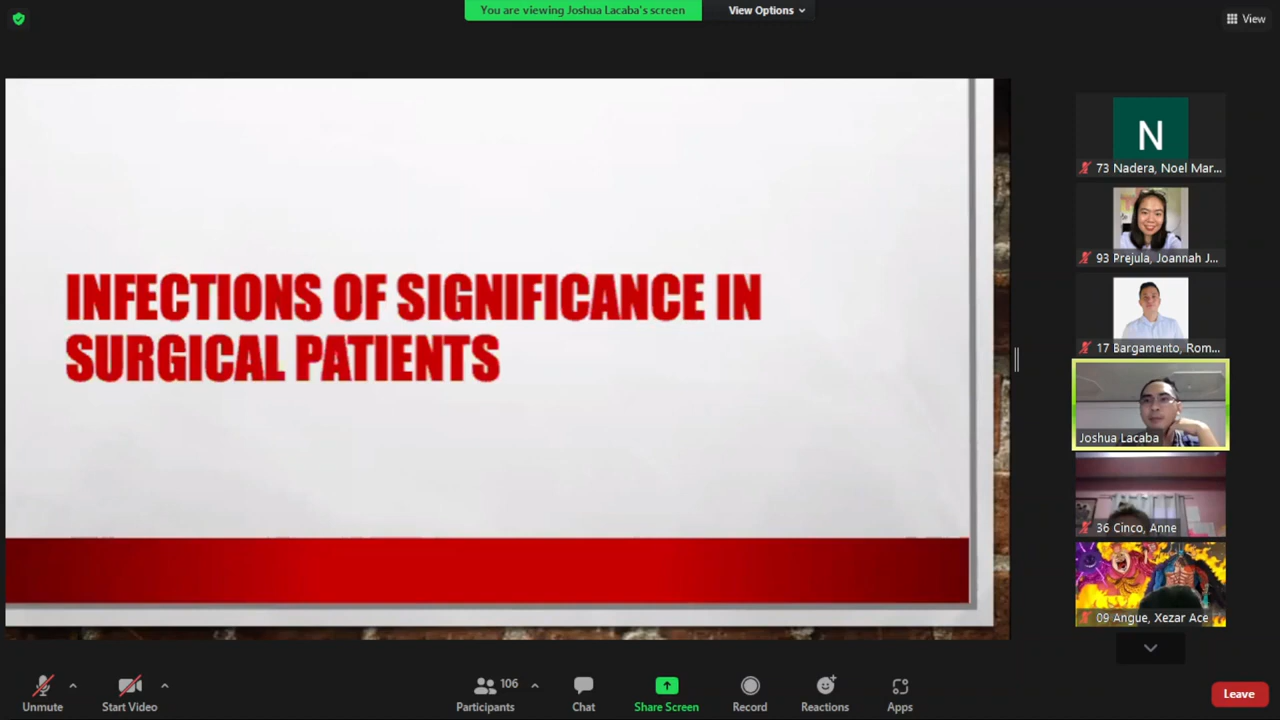 You are viewing Joshua Lacaba's screen
View Options
View
INFECTIONS OF SIGNIFICANCE IN
SURGICAL PATIENTS
N
73 Nadera, Noel Mar...
93 Prejula, Joannah J...
17 Bargamento, Rom...
Joshua Lacaba
36 Cinco, Anne
09 Angue, Xezar Ace
Unmute
Start Video
106
Participants
Chat
Share Screen
Record
Reactions
Apps
Leave